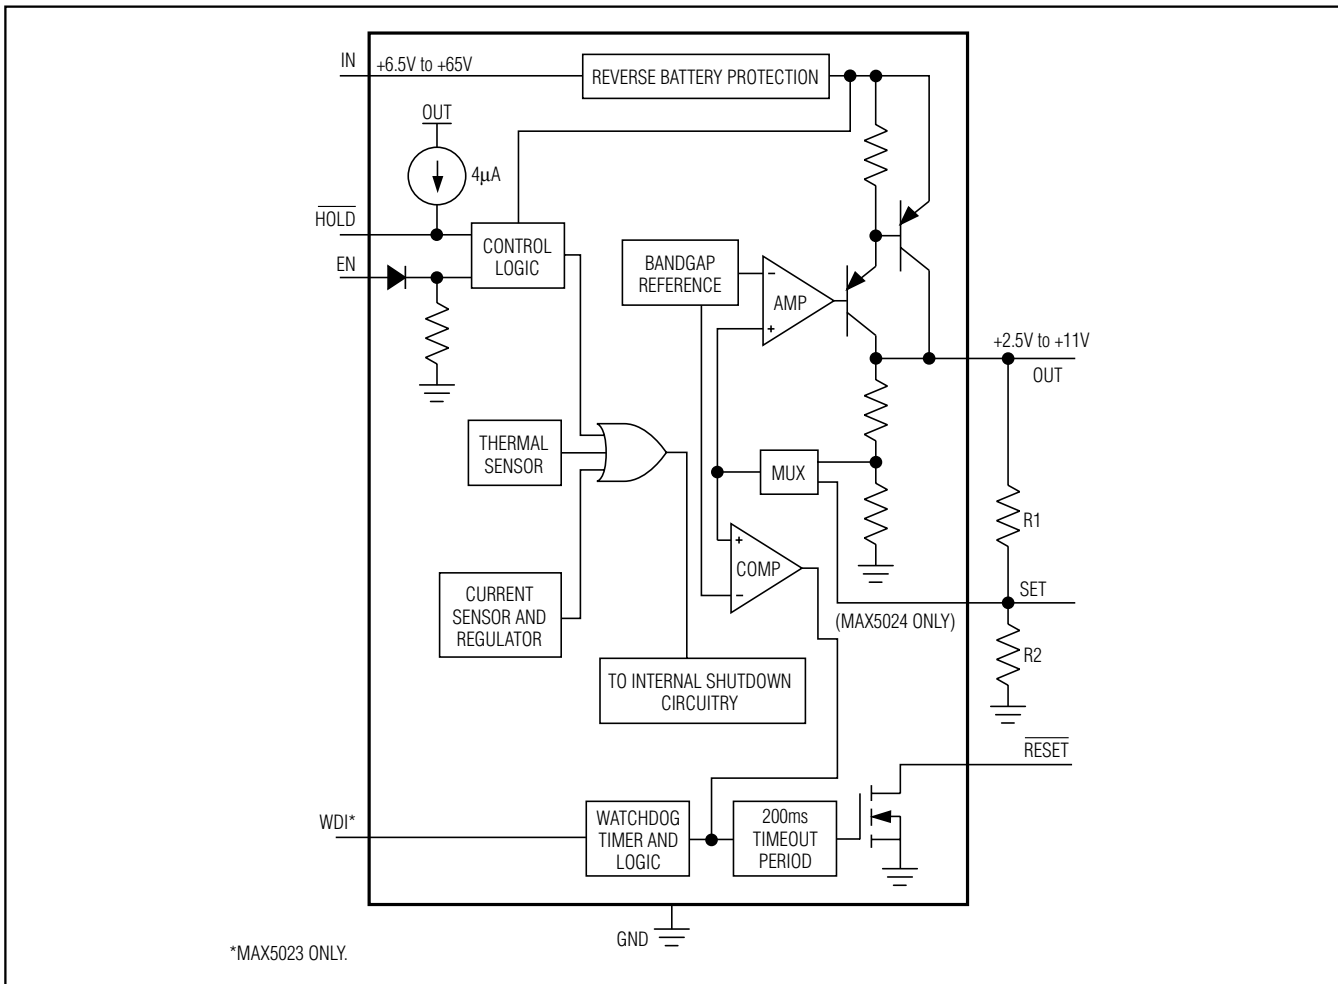 IN
+6.5V to +65V
REVERSE BATTERY PROTECTION
OUT
4μA
HOLD
CONTROL
LOGIC
EN
BANDGAP
REFERENCE
−
AMP
+
+2.5V to +11V
OUT
THERMAL
SENSOR
MUX
R1
+
COMP
−
CURRENT
SENSOR AND
REGULATOR
SET
(MAX5024 ONLY)
R2
TO INTERNAL SHUTDOWN
CIRCUITRY
RESET
WDI*
WATCHDOG
TIMER AND
LOGIC
200ms
TIMEOUT
PERIOD
GND
*MAX5023 ONLY.